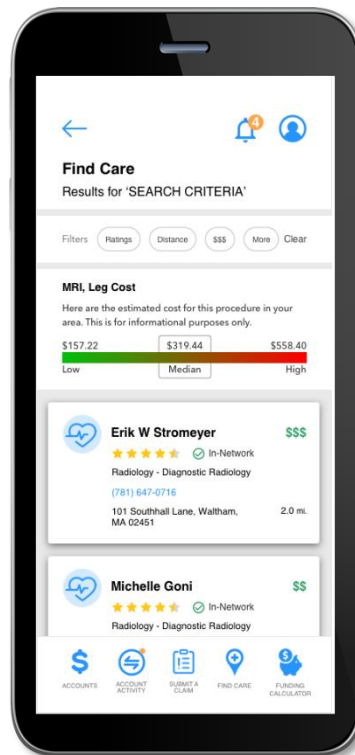 4
Find Care
Results for 'SEARCH CRITERIA'
Filters Ratings Distance $$$ More Clear
MRI, Leg Cost
Here are the estimated cost for this procedure in your
area. This is for informational purposes only.
$157.22 $319.44 $558.40
Low Median High
Erik W Stromeyer $$$
In-Network
Radiology - Diagnostic Radiology
(781) 647-0716
101 Southhall Lane, Waltham, 2.0 mi.
MA 02451
Michelle Goni $$
In-Network
Radiology - Diagnostic Radiology
ACCOUNTS ACCOUNT SUBMIT A FIND CARE FUNDING
ACTIVITY CLAIM CALCULATOR